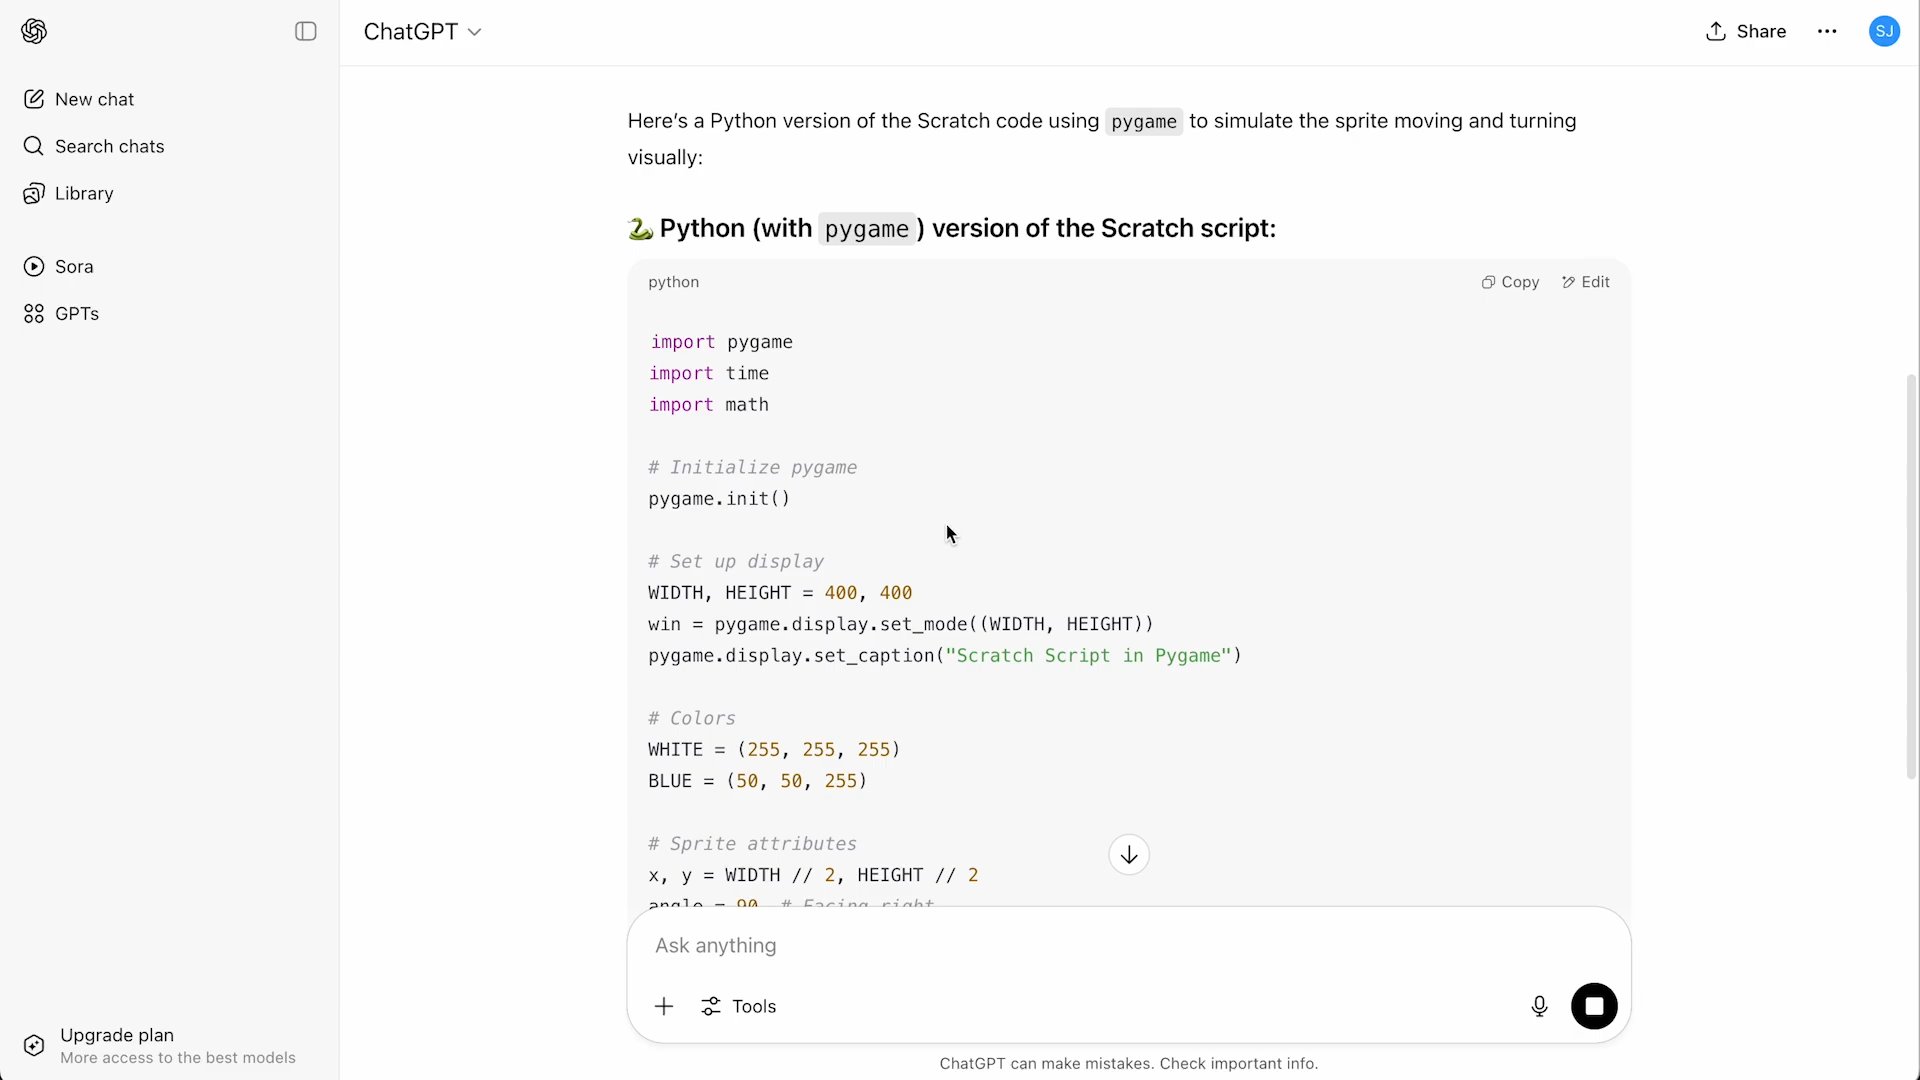 ChatGPT
Share
SJ
New chat
Search chats
Library
Sora
GPTs
Here's a Python version of the Scratch code using pygame to simulate the sprite moving and turning
visually:
🐍 Python (with pygame) version of the Scratch script:
python
Copy
Edit
import pygame
import time
import math
# Initialize pygame
pygame.init()
# Set up display
WIDTH, HEIGHT = 400, 400
win = pygame.display.set_mode((WIDTH, HEIGHT))
pygame.display.set_caption("Scratch Script in Pygame")
# Colors
WHITE = (255, 255, 255)
BLUE = (50, 50, 255)
# Sprite attributes
x, y = WIDTH // 2, HEIGHT // 2
angle = 90  # Facing right
Ask anything
Tools
Upgrade plan
More access to the best models
ChatGPT can make mistakes. Check important info.